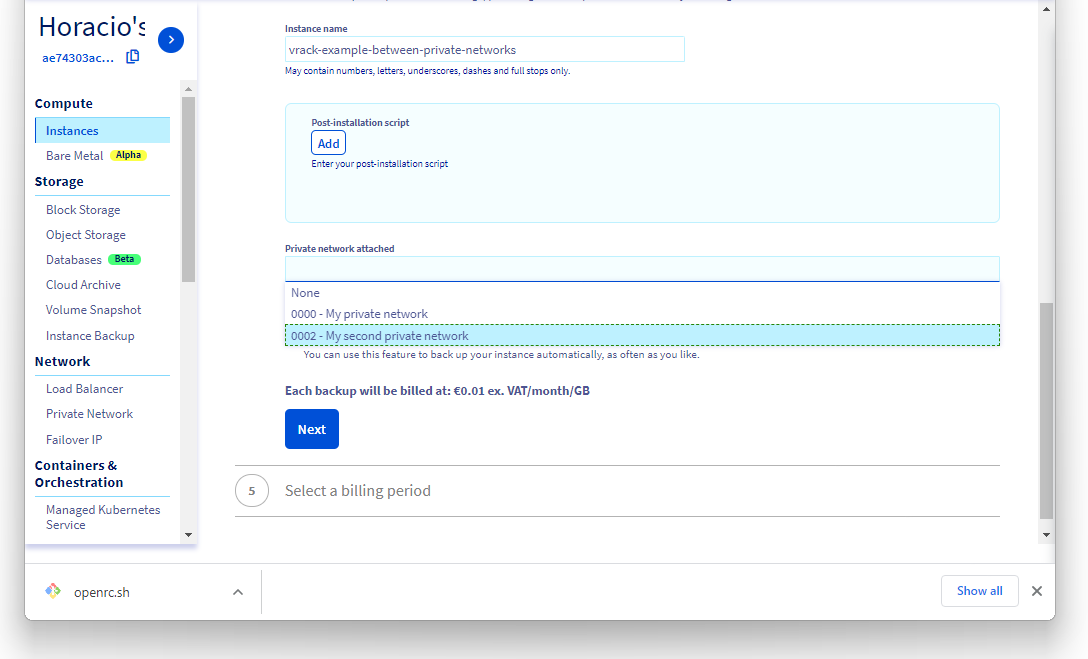 Horacio's
ae74303ac...
Compute
Instances
Bare Metal Alpha
Storage
Block Storage
Object Storage
Databases Beta
Cloud Archive
Volume Snapshot
Instance Backup
Network
Load Balancer
Private Network
Failover IP
Containers &
Orchestration
Managed Kubernetes
Service
Instance name
vrack-example-between-private-networks
May contain numbers, letters, underscores, dashes and full stops only.
Post-installation script
Add
Enter your post-installation script
Private network attached
None
0000 - My private network
0002 - My second private network
You can use this feature to back up your instance automatically, as often as you like.
Each backup will be billed at: €0.01 ex. VAT/month/GB
Next
5 Select a billing period
openrc.sh
Show all